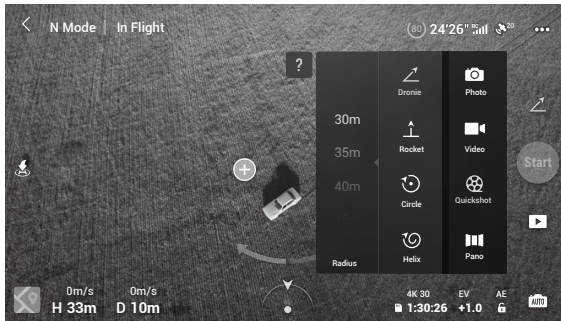 N Mode In Flight
80 24'26" H RC 20
?
Dronie Photo
30m
35m Rocket Video
40m
Circle Quickshot
Start
Radius Helix Pano
0m/s 0m/s
H 33m D 10m
4K 30 EV AE
1:30:26 +1.0 AUTO